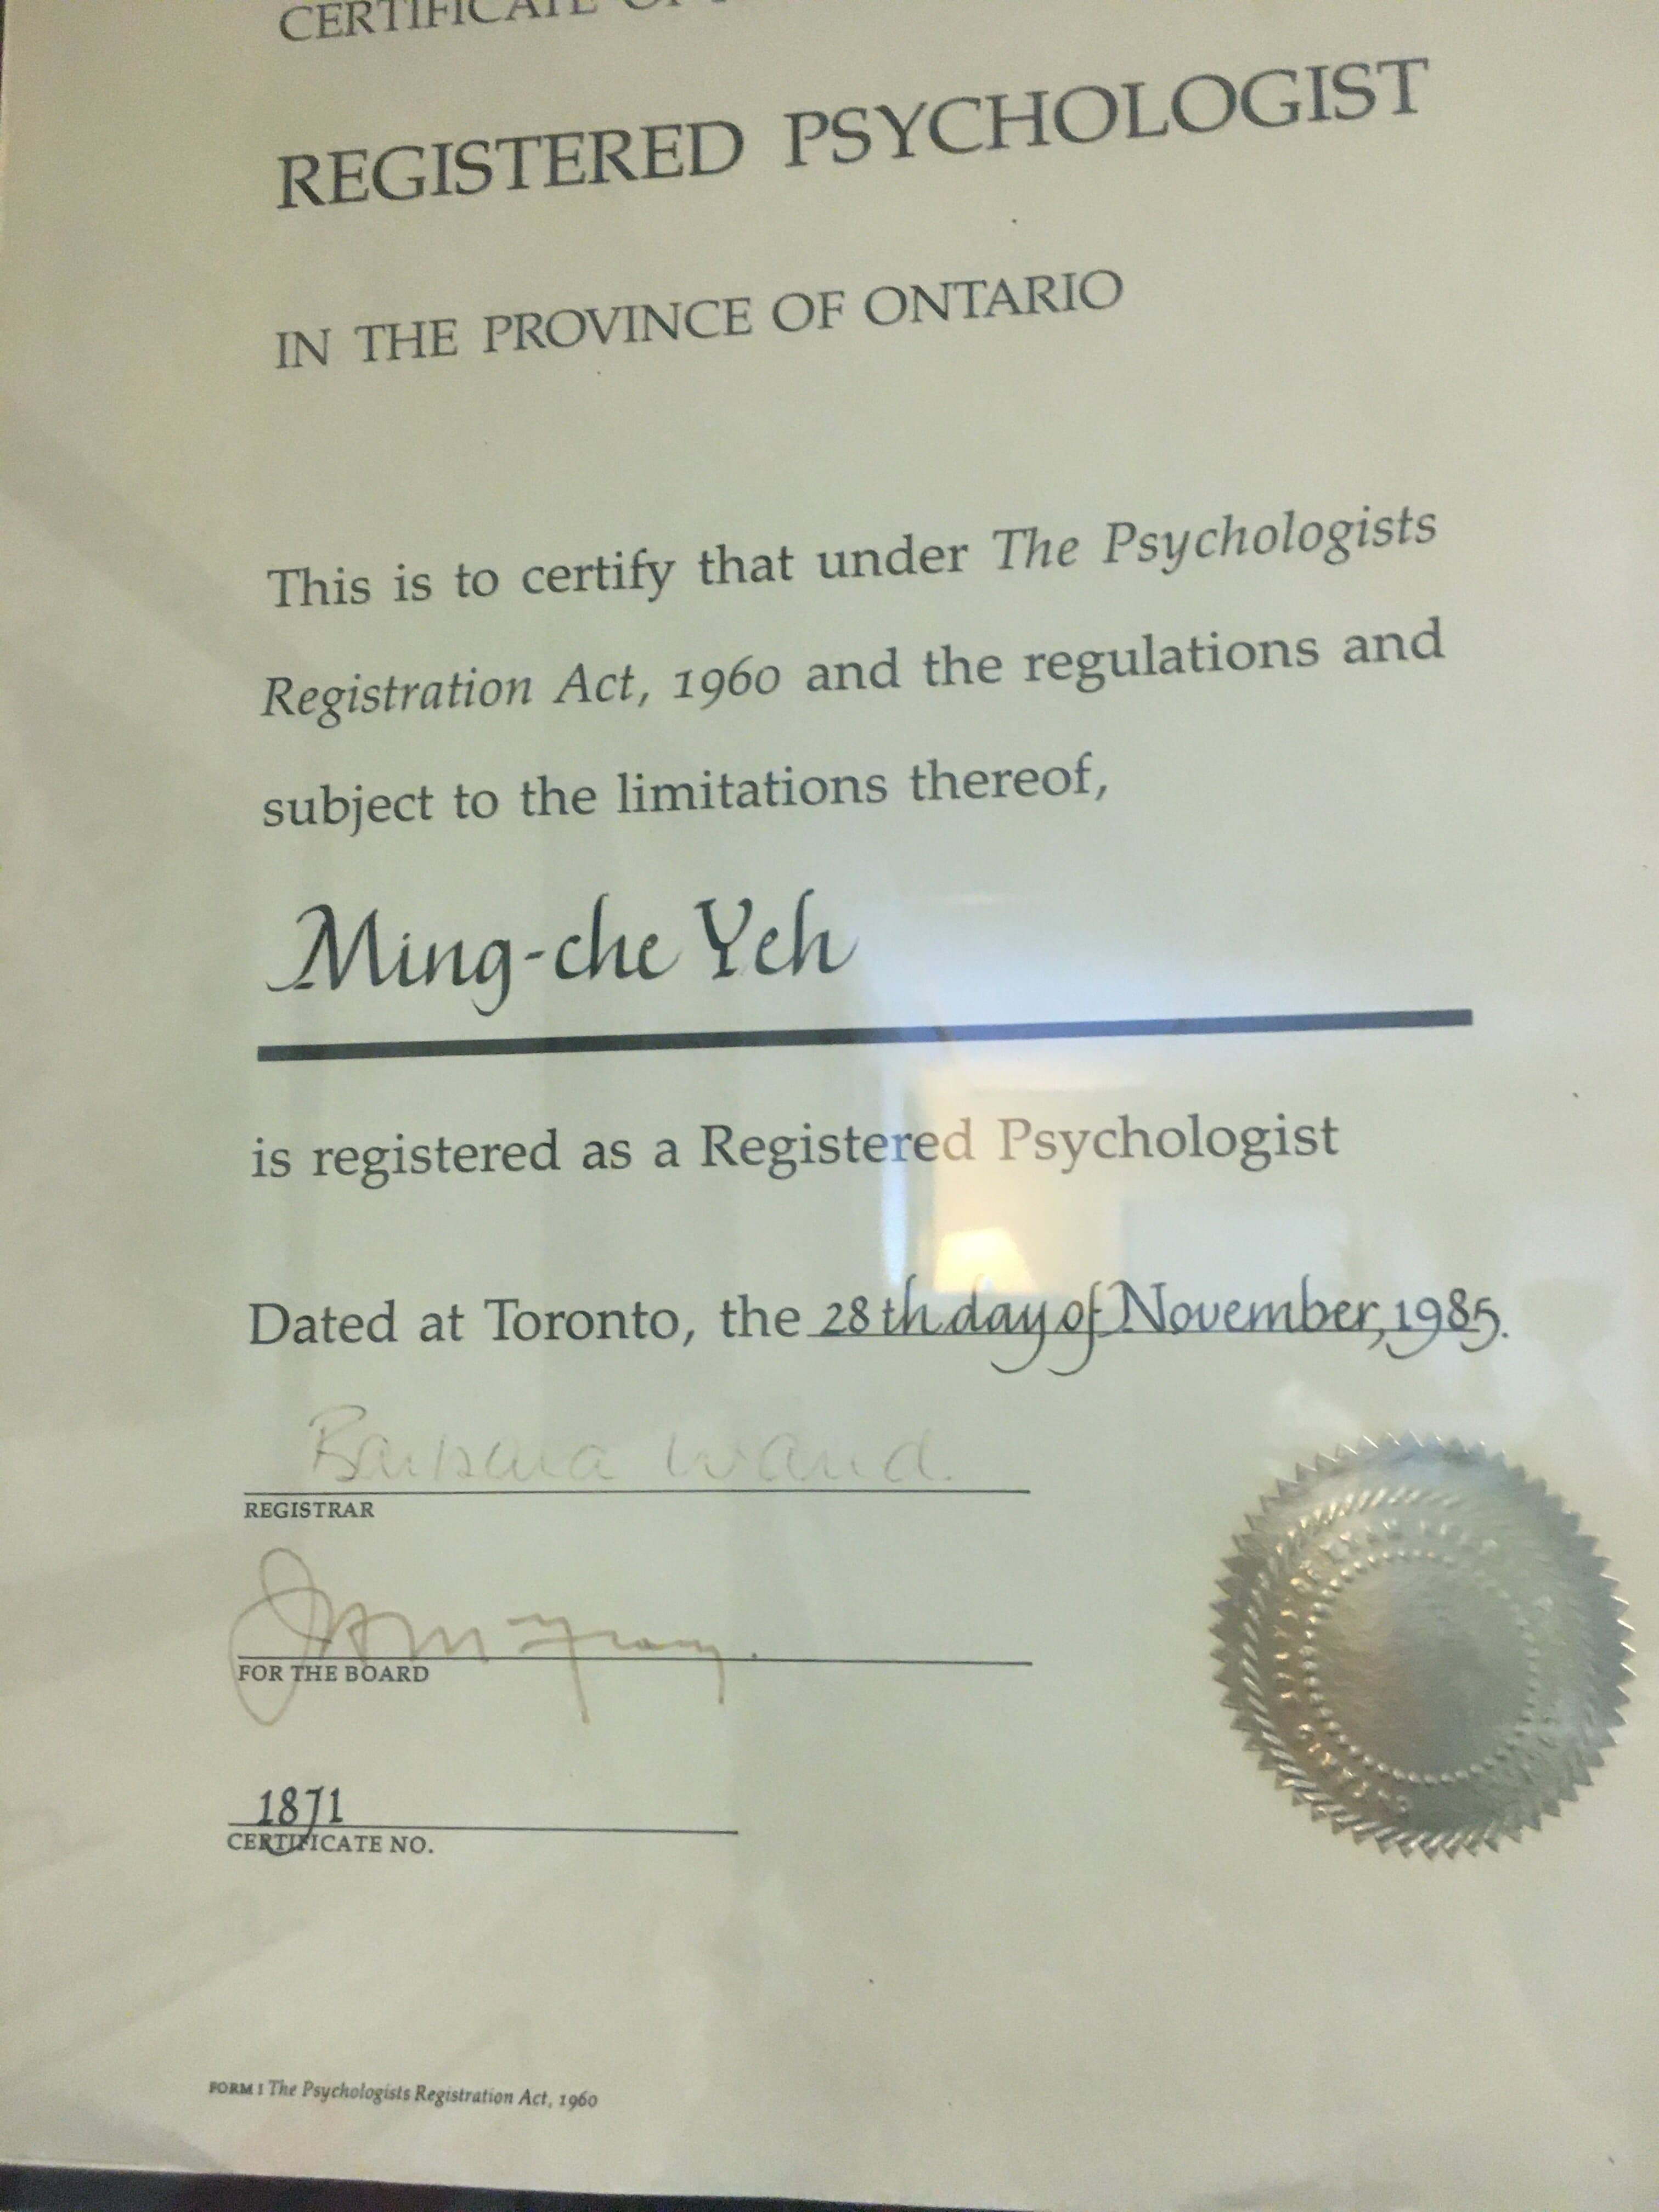 CERTIFICATE
REGISTERED PSYCHOLOGIST
IN THE PROVINCE OF ONTARIO
This is to certify that under The Psychologists
Registration Act, 1960 and the regulations and
subject to the limitations thereof,
Ming-che Yeh
is registered as a Registered Psychologist
Dated at Toronto, the 28th day of November, 1985.
Barbara Wand.
REGISTRAR
FOR THE BOARD
1871
CERTIFICATE NO.
FORM 1 The Psychologists Registration Act, 1960